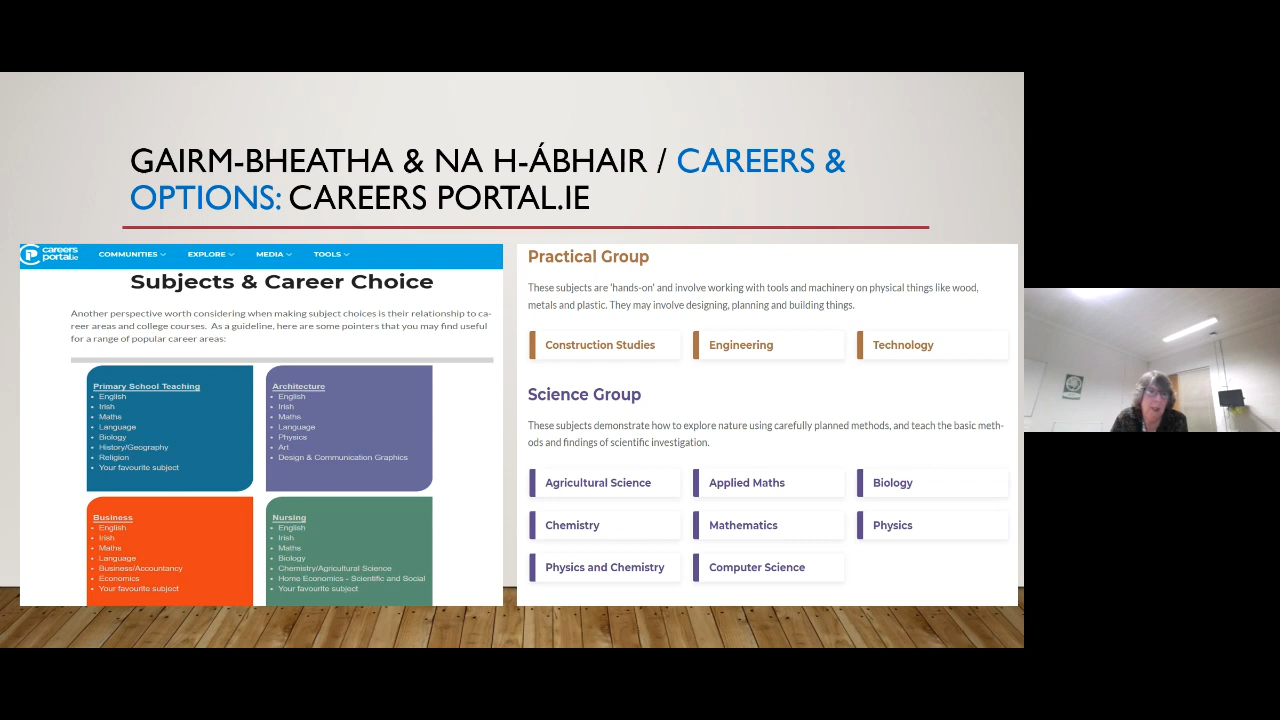 GAIRM-BHEATHA & NA H-ÁBHAIR / CAREERS &
OPTIONS: CAREERS PORTAL.IE
careers
portal.ie
COMMUNITIES
EXPLORE
MEDIA
TOOLS
Subjects & Career Choice
Another perspective worth considering when making subject choices is their relationship to ca-
reer areas and college courses. As a guideline, here are some pointers that you may find useful
for a range of popular career areas:
Primary School Teaching
• English
• Irish
• Maths
• Language
• Biology
• History/Geography
• Religion
• Your favourite subject
Architecture
• English
• Irish
• Maths
• Language
• Physics
• Art
• Design & Communication Graphics
Business
• English
• Irish
• Maths
• Language
• Business/Accountancy
• Economics
• Your favourite subject
Nursing
• English
• Irish
• Maths
• Biology
• Chemistry/Agricultural Science
• Home Economics - Scientific and Social
• Your favourite subject
Practical Group
These subjects are 'hands-on' and involve working with tools and machinery on physical things like wood,
metals and plastic. They may involve designing, planning and building things.
Construction Studies
Engineering
Technology
Science Group
These subjects demonstrate how to explore nature using carefully planned methods, and teach the basic meth-
ods and findings of scientific investigation.
Agricultural Science
Applied Maths
Biology
Chemistry
Mathematics
Physics
Physics and Chemistry
Computer Science